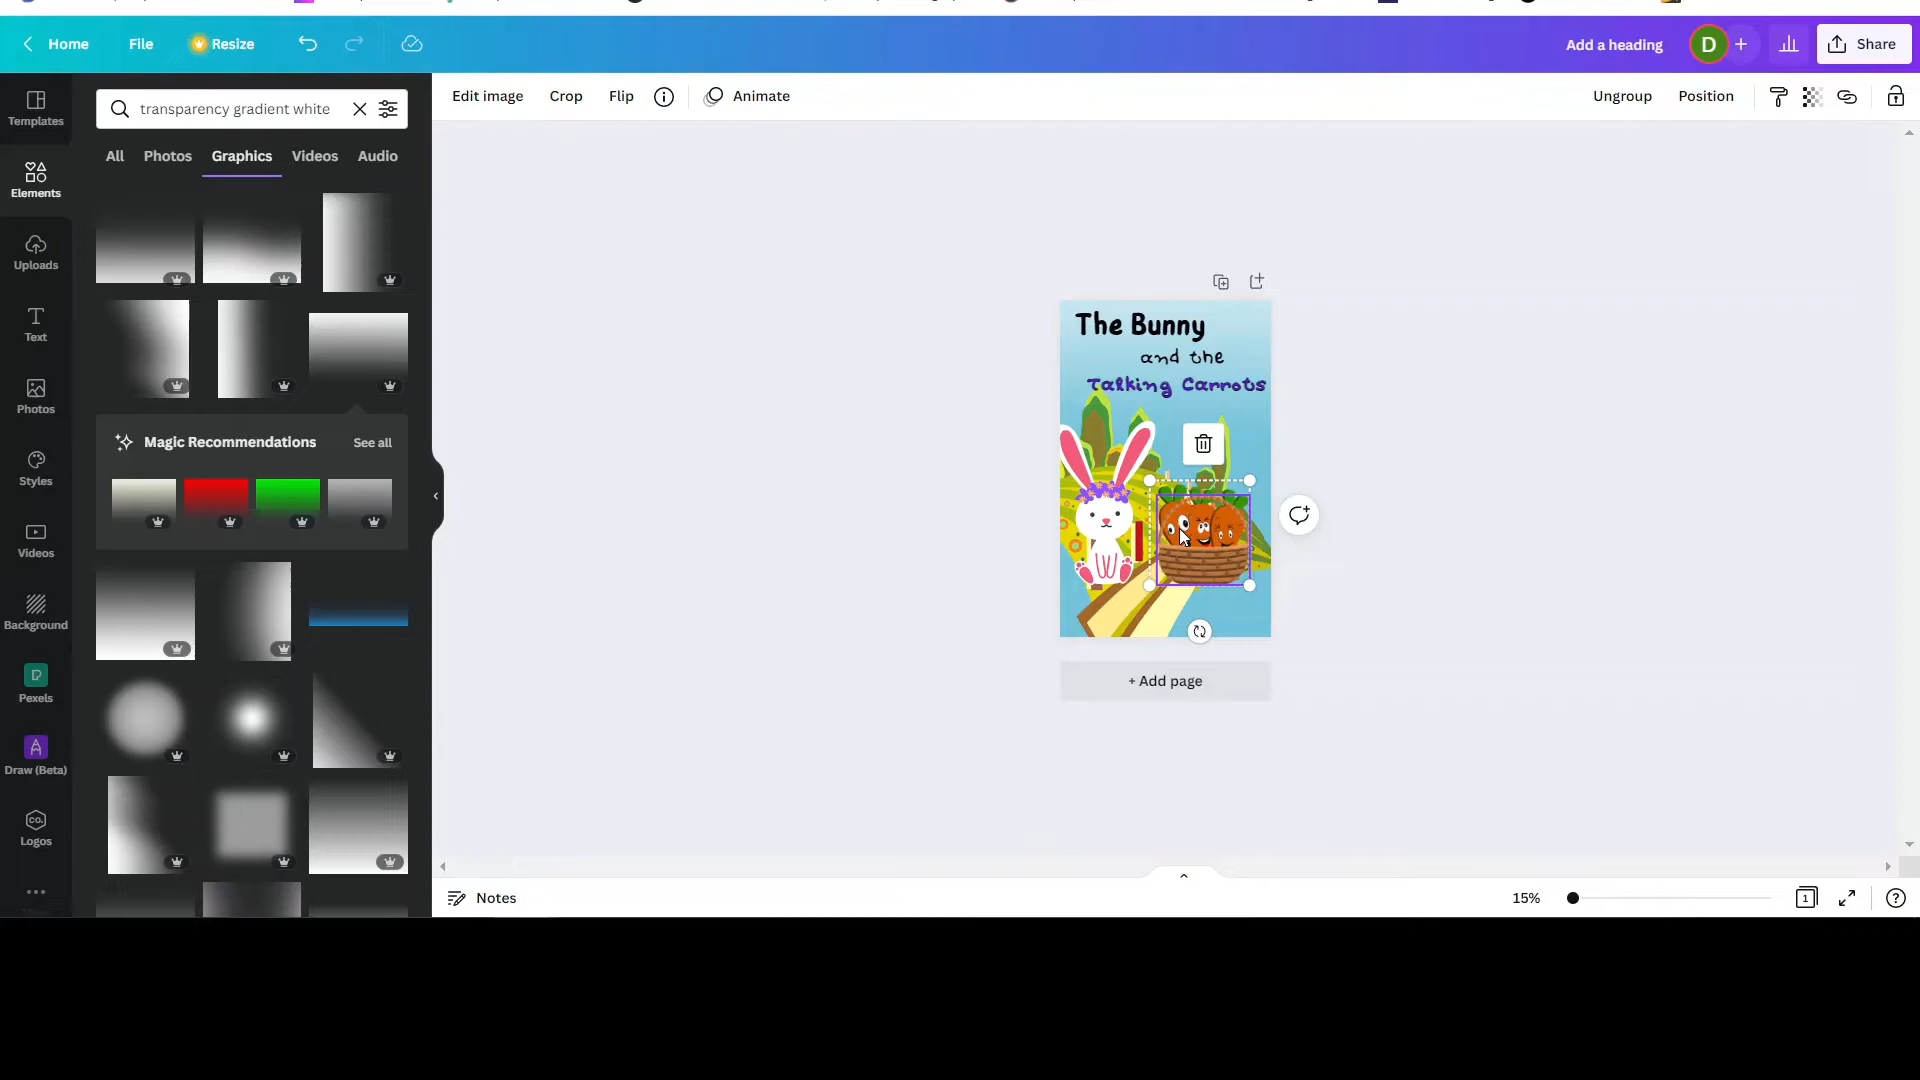 Home File Resize
Add a heading D + Share
Templates
Elements
Uploads
Text
Photos
Styles
Videos
Background
Pexels
Draw (Beta)
CO.
Logos
transparency gradient white
All Photos Graphics Videos Audio
Magic Recommendations See all
Edit image Crop Flip Animate
Ungroup Position
The Bunny
and the
Talking Carrots
+ Add page
Notes
15%
1